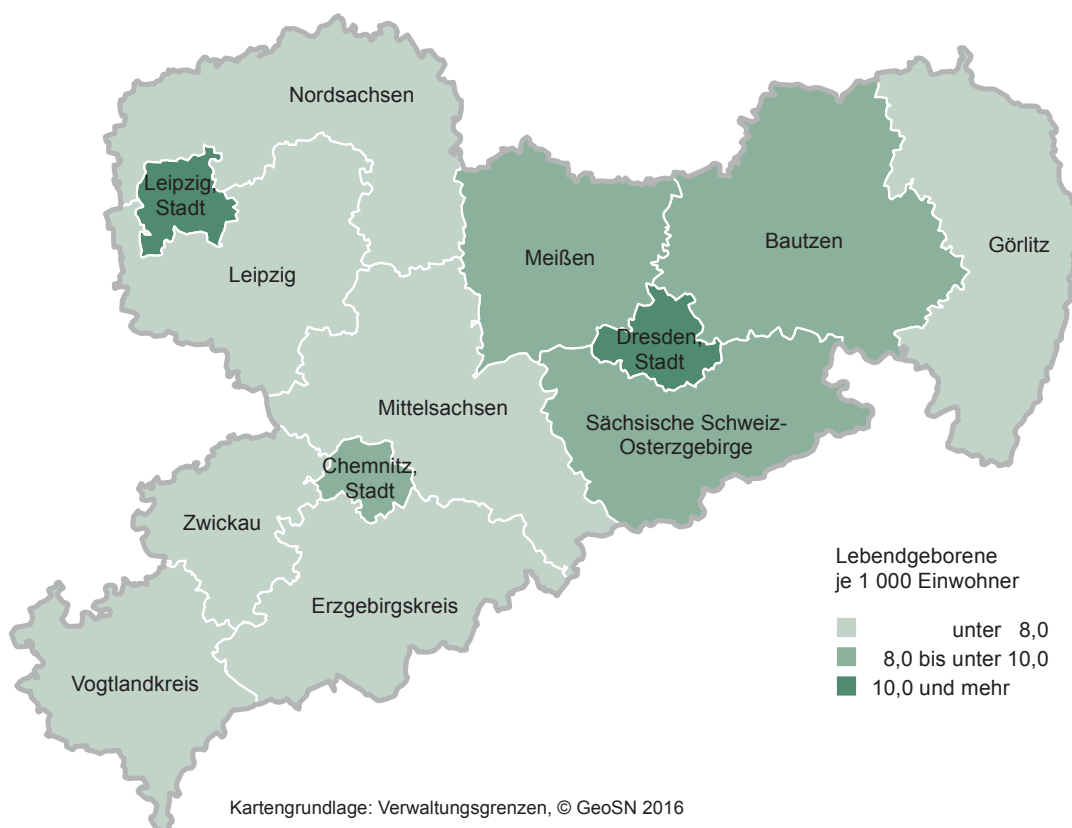 Nordsachsen
Leipzig,
Stadt
Leipzig
Meißen
Bautzen
Görlitz
Dresden,
Stadt
Mittelsachsen
Sächsische Schweiz-
Osterzgebirge
Chemnitz,
Stadt
Zwickau
Erzgebirgskreis
Vogtlandkreis
Lebendgeborene
je 1 000 Einwohner
unter 8,0
8,0 bis unter 10,0
10,0 und mehr
Kartengrundlage: Verwaltungsgrenzen, © GeoSN 2016